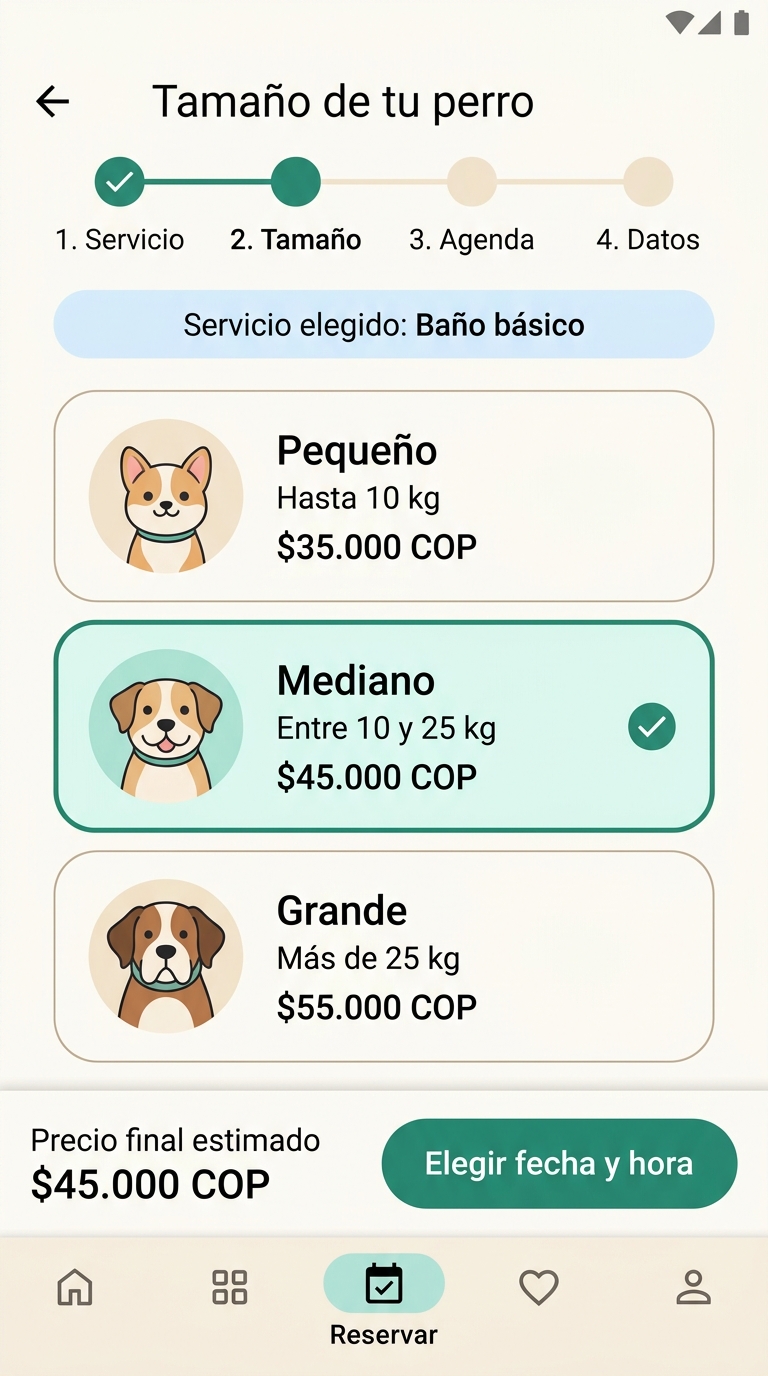 Tamaño de tu perro
1. Servicio
2. Tamaño
3. Agenda
4. Datos
Servicio elegido: Baño básico
Pequeño
Hasta 10 kg
$35.000 COP
Mediano
Entre 10 y 25 kg
$45.000 COP
Grande
Más de 25 kg
$55.000 COP
Precio final estimado
$45.000 COP
Elegir fecha y hora
Reservar